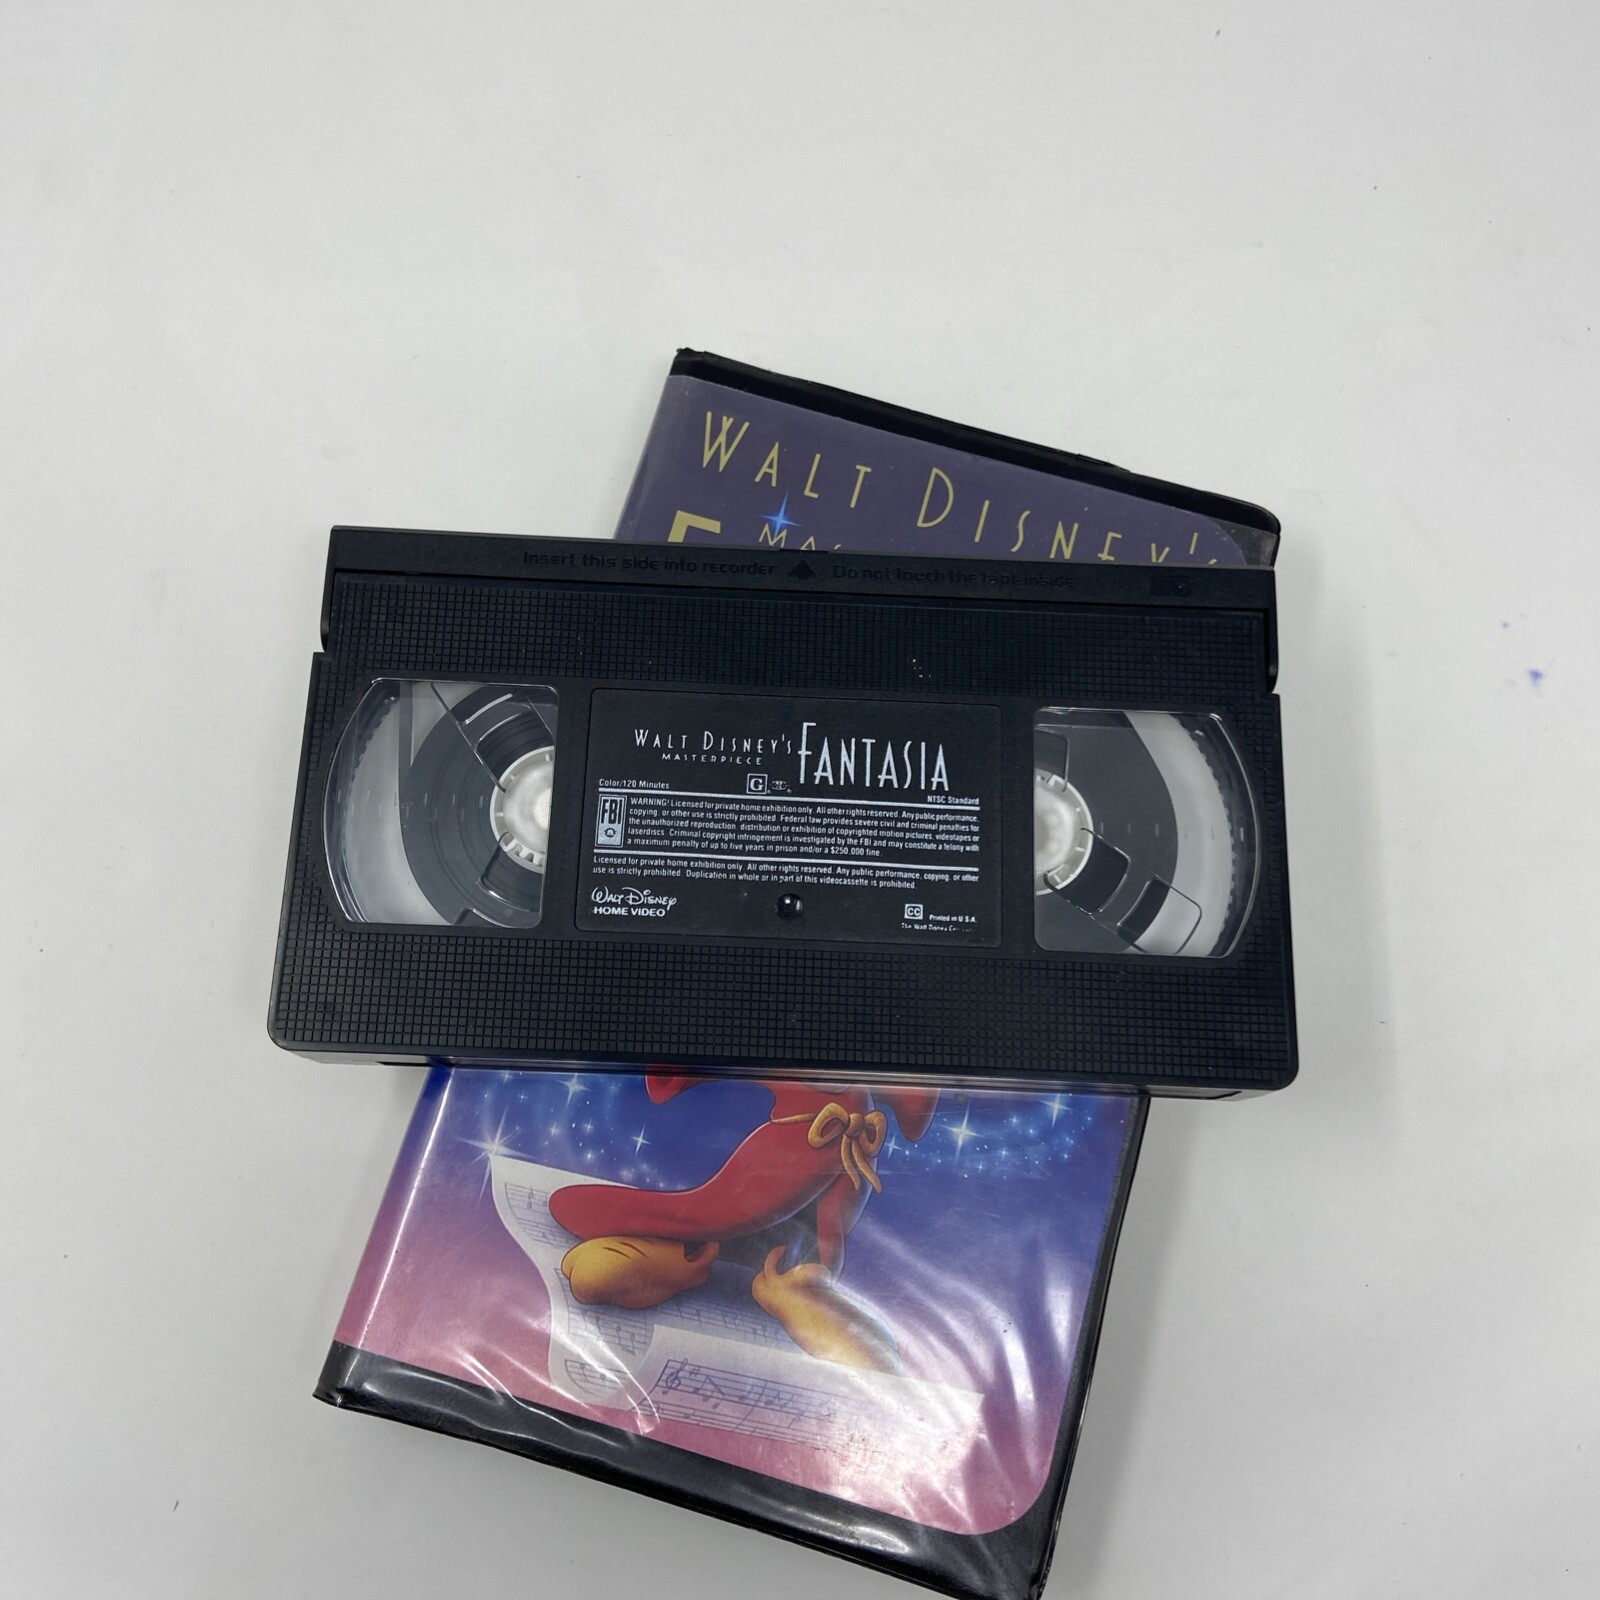 WALT DISNEY'S
MAS
F
Insert this side into recorder Do not touch the tape inside
WALT DISNEY'S FANTASIA
MASTERPIECE
Color/120 Minutes G NTSC Standard
FBI WARNING! Licensed for private home exhibition only. All other rights reserved. Any public performance,
copying, or other use is strictly prohibited. Federal law provides severe civil and criminal penalties for
the unauthorized reproduction, distribution or exhibition of copyrighted motion pictures, videotapes or
laserdiscs. Criminal copyright infringement is investigated by the FBI and may constitute a felony with
a maximum penalty of up to five years in prison and/or a $250,000 fine.
Licensed for private home exhibition only. All other rights reserved. Any public performance, copying, or other
use is strictly prohibited. Duplication in whole or in part of this videocassette is prohibited.
Walt Disney
HOME VIDEO
CC Printed in U.S.A.
The Walt Disney